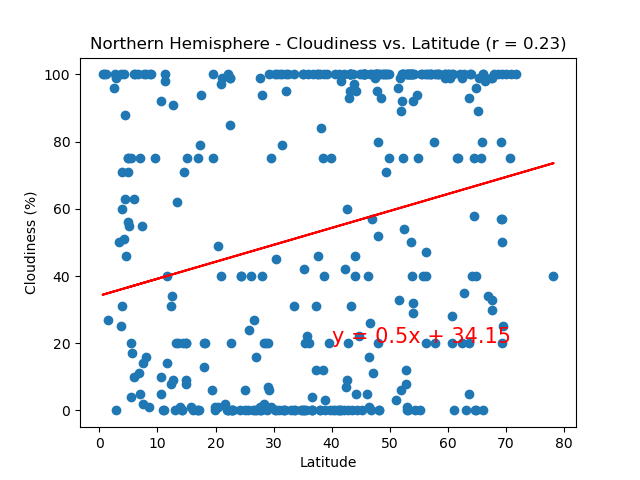 Northern Hemisphere - Cloudiness vs. Latitude (r = 0.23)
100
80
60
40
20
0
Cloudiness (%)
y = 0.5x + 34.15
0 10 20 30 40 50 60 70 80
Latitude